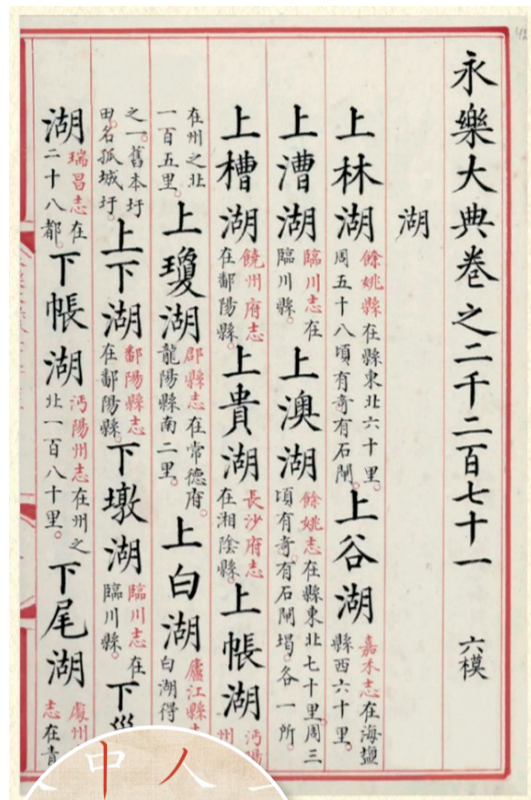 永樂大典卷之二千二百七十一 六模
湖
上林湖 餘姚縣在縣東北六十里。周五十八頃有奇有石閘。上谷湖 嘉禾志在海鹽縣西六十里。
上漕湖 臨川志在臨川縣。上澳湖 餘姚志在縣東北七十里。周三頃有奇。有石閘堨。各一所。
上槽湖 饒州府志在鄱陽縣。上貴湖 長沙府志在湘陰縣。上帳湖 沔陽州
在州之北一百五里。上瓊湖 郡縣志在常德府。龍陽縣南二里。上白湖 廬江縣志 白湖得
之一。舊本圩田。名孤城圩。上下湖 鄱陽縣志在鄱陽縣。下墩湖 臨川志在臨川縣。下
湖 瑞昌志在二十八都。下帳湖 沔陽州志在州之北一百八十里。下尾湖 處州志在青
中人